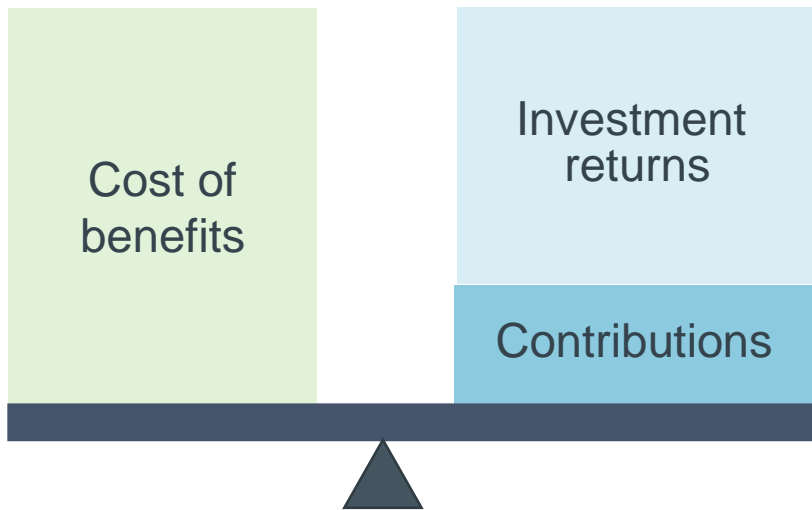 Cost of
benefits
Investment
returns
Contributions